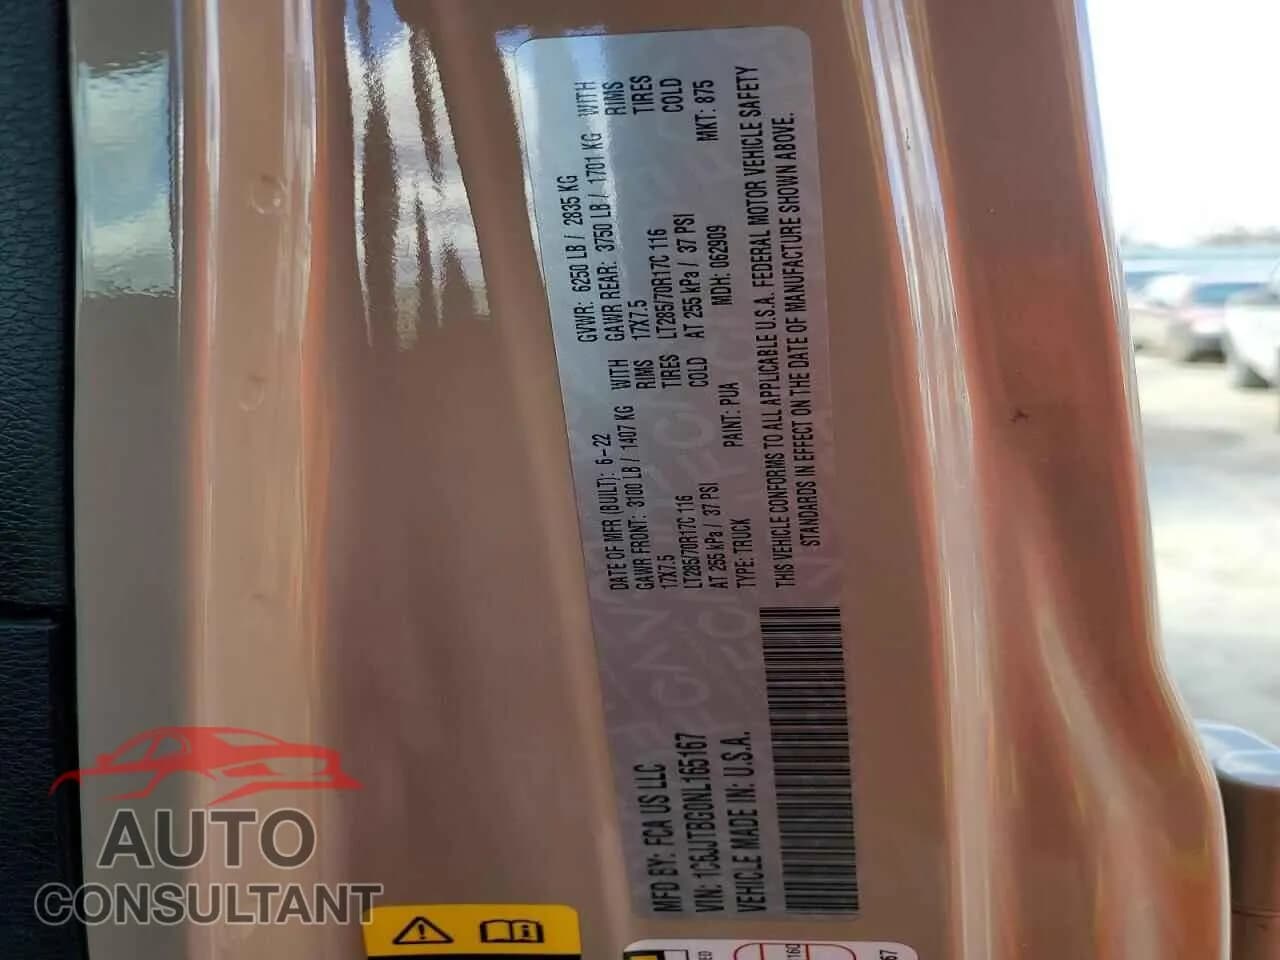 MFD BY: FCA US LLC
DATE OF MFR (BUILT): 6-22
GVWR: 6250 LB / 2835 KG
GAWR FRONT: 3100 LB / 1407 KG WITH
GAWR REAR: 3750 LB / 1701 KG WITH
17X7.5 RIMS
17X7.5 RIMS
LT285/70R17C 116 TIRES
LT285/70R17C 116 TIRES
AT 255 kPa / 37 PSI COLD
AT 255 kPa / 37 PSI COLD
VIN: 1C6JJTBG0NL165167
TYPE: TRUCK
PAINT: PUA
MDH: 062909
MKT: 875
VEHICLE MADE IN: U.S.A.
THIS VEHICLE CONFORMS TO ALL APPLICABLE U.S.A. FEDERAL MOTOR VEHICLE SAFETY
STANDARDS IN EFFECT ON THE DATE OF MANUFACTURE SHOWN ABOVE.
AUTO
CONSULTANT